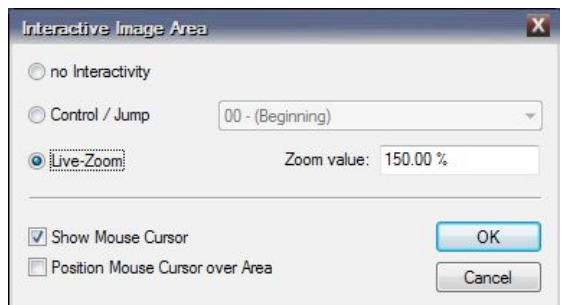 Interactive Image Area
no Interactivity
Control / Jump 00 - (Beginning)
Live-Zoom Zoom value: 150.00 %
Show Mouse Cursor OK
Position Mouse Cursor over Area
Cancel